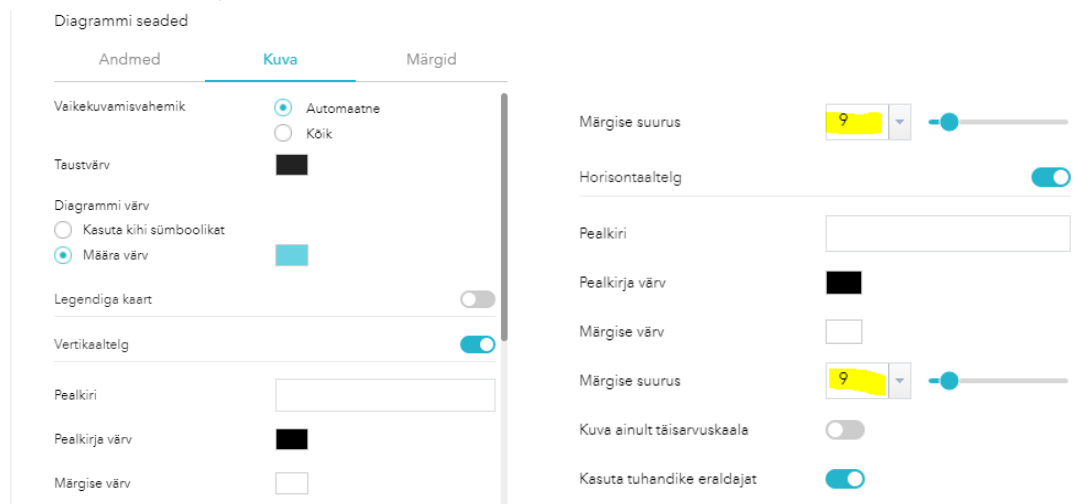 Diagrammi seaded
Andmed Kuva Märgid
Vaikekuvamisvahemik
Automaatne
Kõik
Taustvärv
Diagrammi värv
Kasuta kihi sümboolikat
Määra värv
Legendiga kaart
Vertikaaltelg
Pealkiri
Pealkirja värv
Märgise värv
Märgise suurus 9
Horisontaaltelg
Pealkiri
Pealkirja värv
Märgise värv
Märgise suurus 9
Kuva ainult täisarvuskaala
Kasuta tuhandike eraldajat